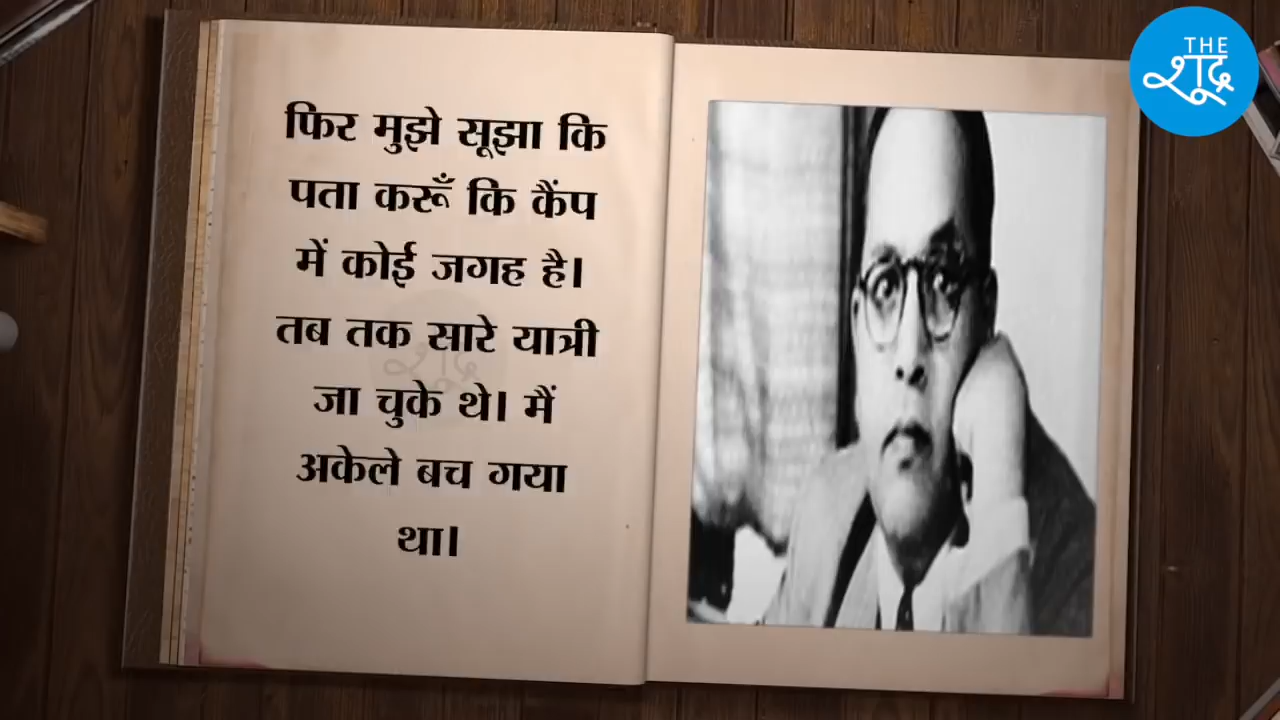 फिर मुझे सूझा कि
पता करूँ कि कैंप
में कोई जगह है।
तब तक सारे यात्री
जा चुके थे। मैं
अकेले बच गया
था।
THE
शूद्र